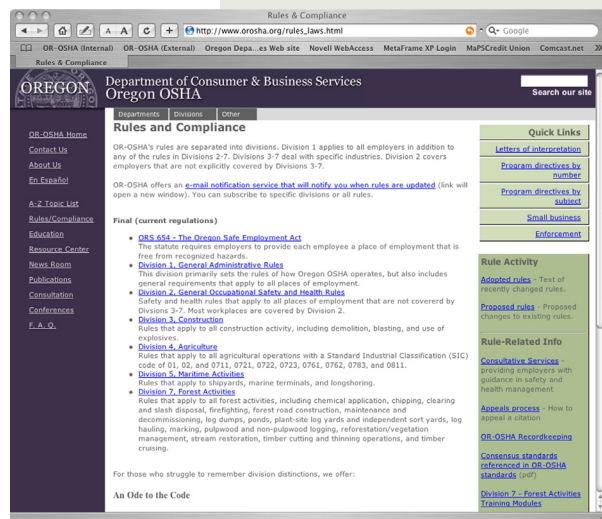 Rules & Compliance
A A C + http://www.orosha.org/rules_laws.html Q- Google
OR-OSHA (Internal) OR-OSHA (External) Oregon Depa...es Web site Novell WebAccess MetaFrame XP Login MaPSCredit Union Comcast.net »
Rules & Compliance
OREGON
Department of Consumer & Business Services
Oregon OSHA
Search our site
Departments Divisions Other
OR-OSHA Home
Contact Us
About Us
En Español
A-Z Topic List
Rules/Compliance
Education
Resource Center
News Room
Publications
Consultation
Conferences
F. A. Q.
Rules and Compliance
OR-OSHA's rules are separated into divisions. Division 1 applies to all employers in addition to
any of the rules in Divisions 2-7. Divisions 3-7 deal with specific industries. Division 2 covers
employers that are not explicitly covered by Divisions 3-7.
OR-OSHA offers an e-mail notification service that will notify you when rules are updated (link will
open a new window). You can subscribe to specific divisions or all rules.
Final (current regulations)
ORS 654 - The Oregon Safe Employment Act
The statute requires employers to provide each employee a place of employment that is
free from recognized hazards.
Division 1, General Administrative Rules
This division primarily sets the rules of how Oregon OSHA operates, but also includes
general requirements that apply to all places of employment.
Division 2, General Occupational Safety and Health Rules
Safety and health rules that apply to all places of employment that are not covererd by
Divsions 3-7. Most workplaces are covered by Division 2.
Division 3, Construction
Rules that apply to all construction activity, including demolition, blasting, and use of
explosives.
Division 4, Agriculture
Rules that apply to all agricultural operations with a Standard Industrial Classification (SIC)
code of 01, 02, and 0711, 0721, 0722, 0723, 0761, 0762, 0783, and 0811.
Division 5, Maritime Activities
Rules that apply to shipyards, marine terminals, and longshoring.
Division 7, Forest Activities
Rules that apply to all forest activities, including chemical application, chipping, clearing
and slash disposal, firefighting, forest road construction, maintenance and
decommissioning, log dumps, ponds, plant-site log yards and independent sort yards, log
hauling, marking, pulpwood and non-pulpwood logging, reforestation/vegetation
management, stream restoration, timber cutting and thinning operations, and timber
cruising.
For those who struggle to remember division distinctions, we offer:
An Ode to the Code
Quick Links
Letters of interpretation
Program directives by
number
Program directives by
subject
Small business
Enforcement
Rule Activity
Adopted rules - Text of
recently changed rules.
Proposed rules - Proposed
changes to existing rules.
Rule-Related Info
Consultative Services -
providing employers with
guidance in safety and
health management
Appeals process - How to
appeal a citation
OR-OSHA Recordkeeping
Consensus standards
referenced in OR-OSHA
standards (pdf)
Division 7 - Forest Activities
Training Modules